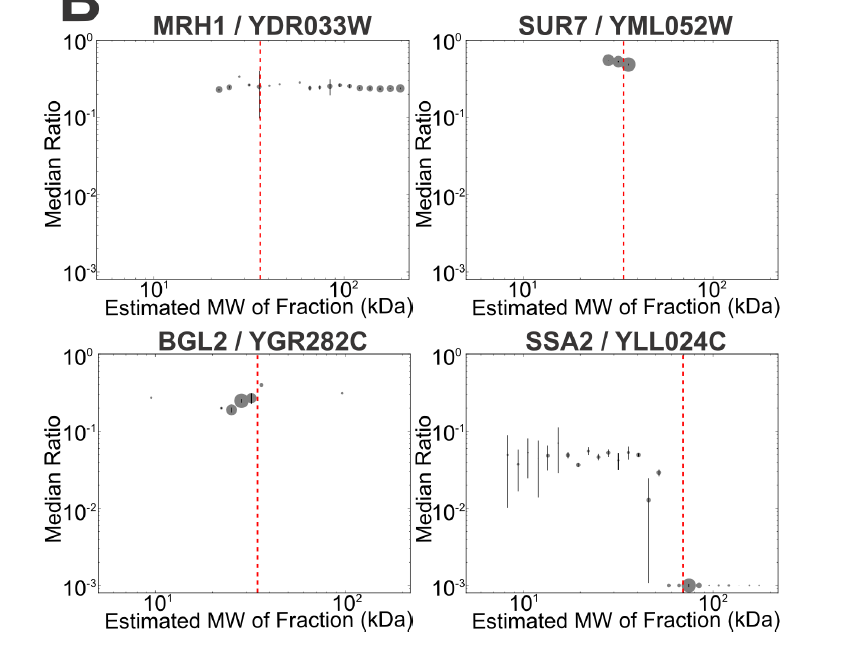 B
MRH1 / YDR033W
SUR7 / YML052W
10⁰
10⁻¹
10⁻²
10⁻³
Median Ratio
10¹ 10²
Estimated MW of Fraction (kDa)
10⁰
10⁻¹
10⁻²
10⁻³
Median Ratio
10¹ 10²
Estimated MW of Fraction (kDa)
BGL2 / YGR282C
SSA2 / YLL024C
10⁰
10⁻¹
10⁻²
10⁻³
Median Ratio
10¹ 10²
Estimated MW of Fraction (kDa)
10⁰
10⁻¹
10⁻²
10⁻³
Median Ratio
10¹ 10²
Estimated MW of Fraction (kDa)